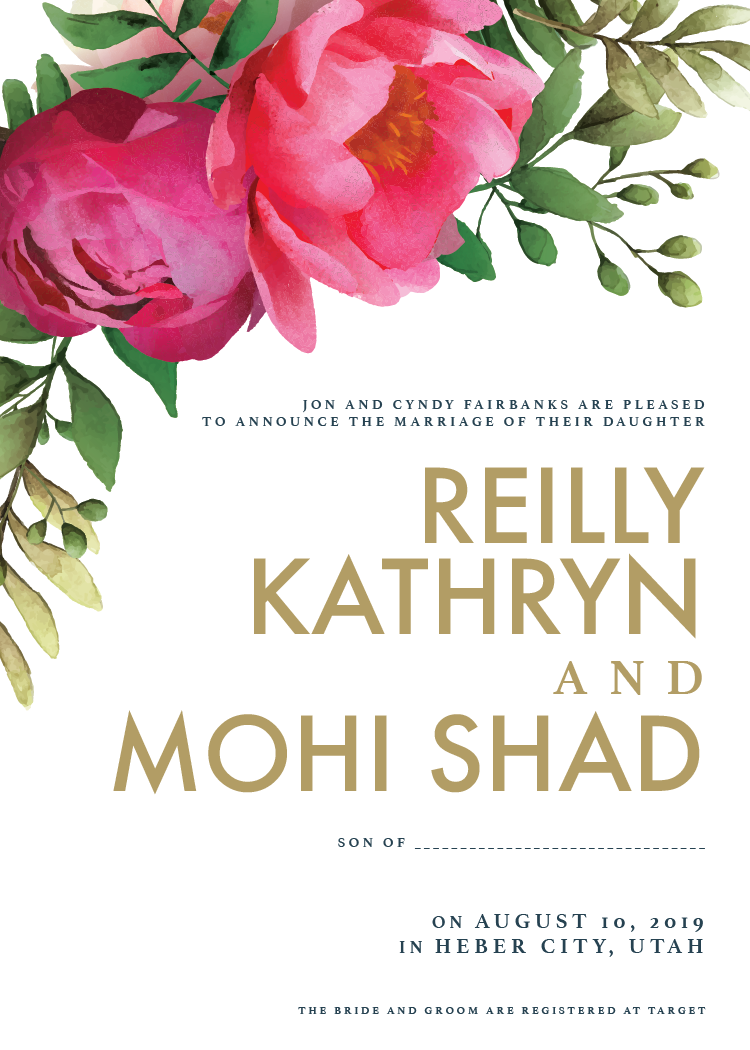 JON AND CYNDY FAIRBANKS ARE PLEASED
TO ANNOUNCE THE MARRIAGE OF THEIR DAUGHTER
REILLY
KATHRYN
AND
MOHI SHAD
SON OF _______________________________
ON AUGUST 10, 2019
IN HEBER CITY, UTAH
THE BRIDE AND GROOM ARE REGISTERED AT TARGET